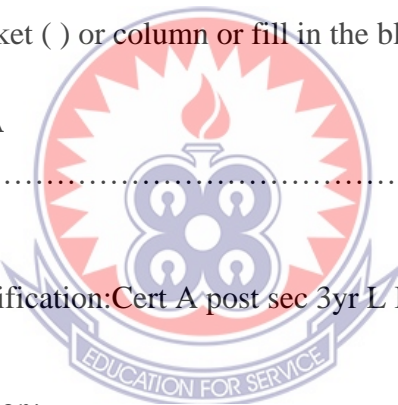 ket ( ) or column or fill in the bl
……………………………………
ification:Cert A post sec 3yr L
EDUCATION FOR SERVICE